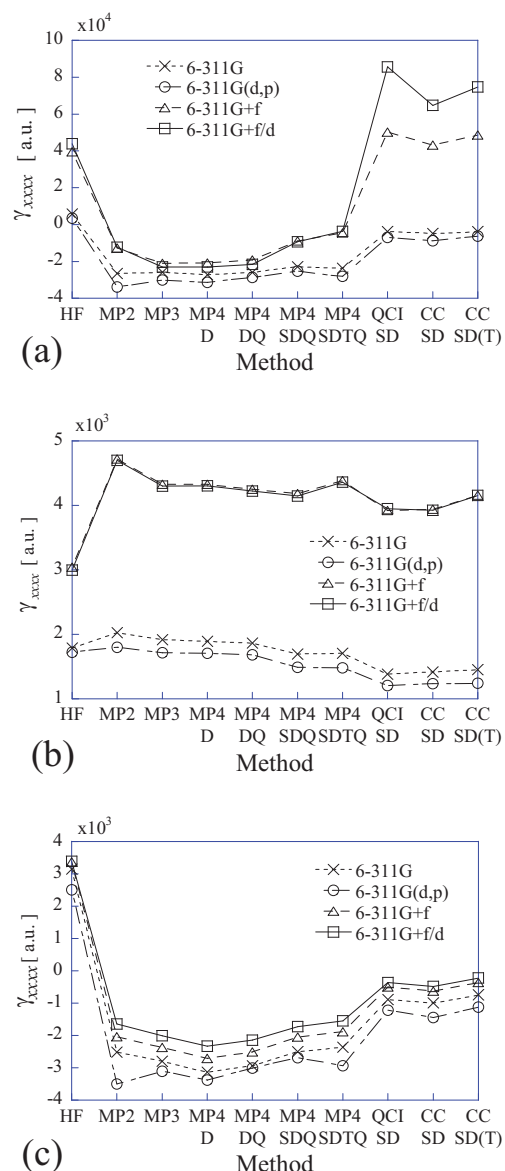 x10⁴
10
8
6
4
2
0
-2
-4
γxxxx [ a.u. ]
6-311G
6-311G(d,p)
6-311G+f
6-311G+f/d
HF MP2 MP3 MP4 MP4 MP4 MP4 QCI CC CC
D DQ SDQ SDTQ SD SD SD(T)
(a) Method
x10³
5
4
3
2
1
γxxxx [ a.u. ]
6-311G
6-311G(d,p)
6-311G+f
6-311G+f/d
HF MP2 MP3 MP4 MP4 MP4 MP4 QCI CC CC
D DQ SDQ SDTQ SD SD SD(T)
(b) Method
x10³
4
3
2
1
0
-1
-2
-3
-4
γxxxx [ a.u. ]
6-311G
6-311G(d,p)
6-311G+f
6-311G+f/d
HF MP2 MP3 MP4 MP4 MP4 MP4 QCI CC CC
D DQ SDQ SDTQ SD SD SD(T)
(c) Method